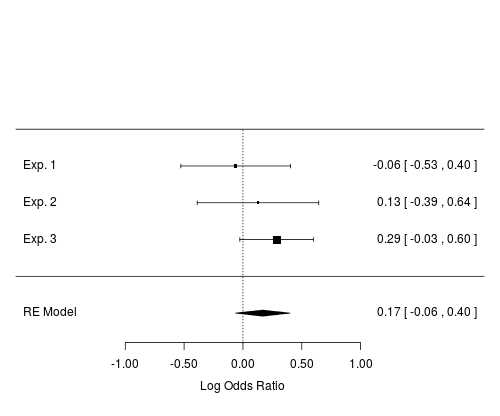 Exp. 1 -0.06 [ -0.53 , 0.40 ]
Exp. 2 0.13 [ -0.39 , 0.64 ]
Exp. 3 0.29 [ -0.03 , 0.60 ]
RE Model 0.17 [ -0.06 , 0.40 ]
-1.00 -0.50 0.00 0.50 1.00
Log Odds Ratio